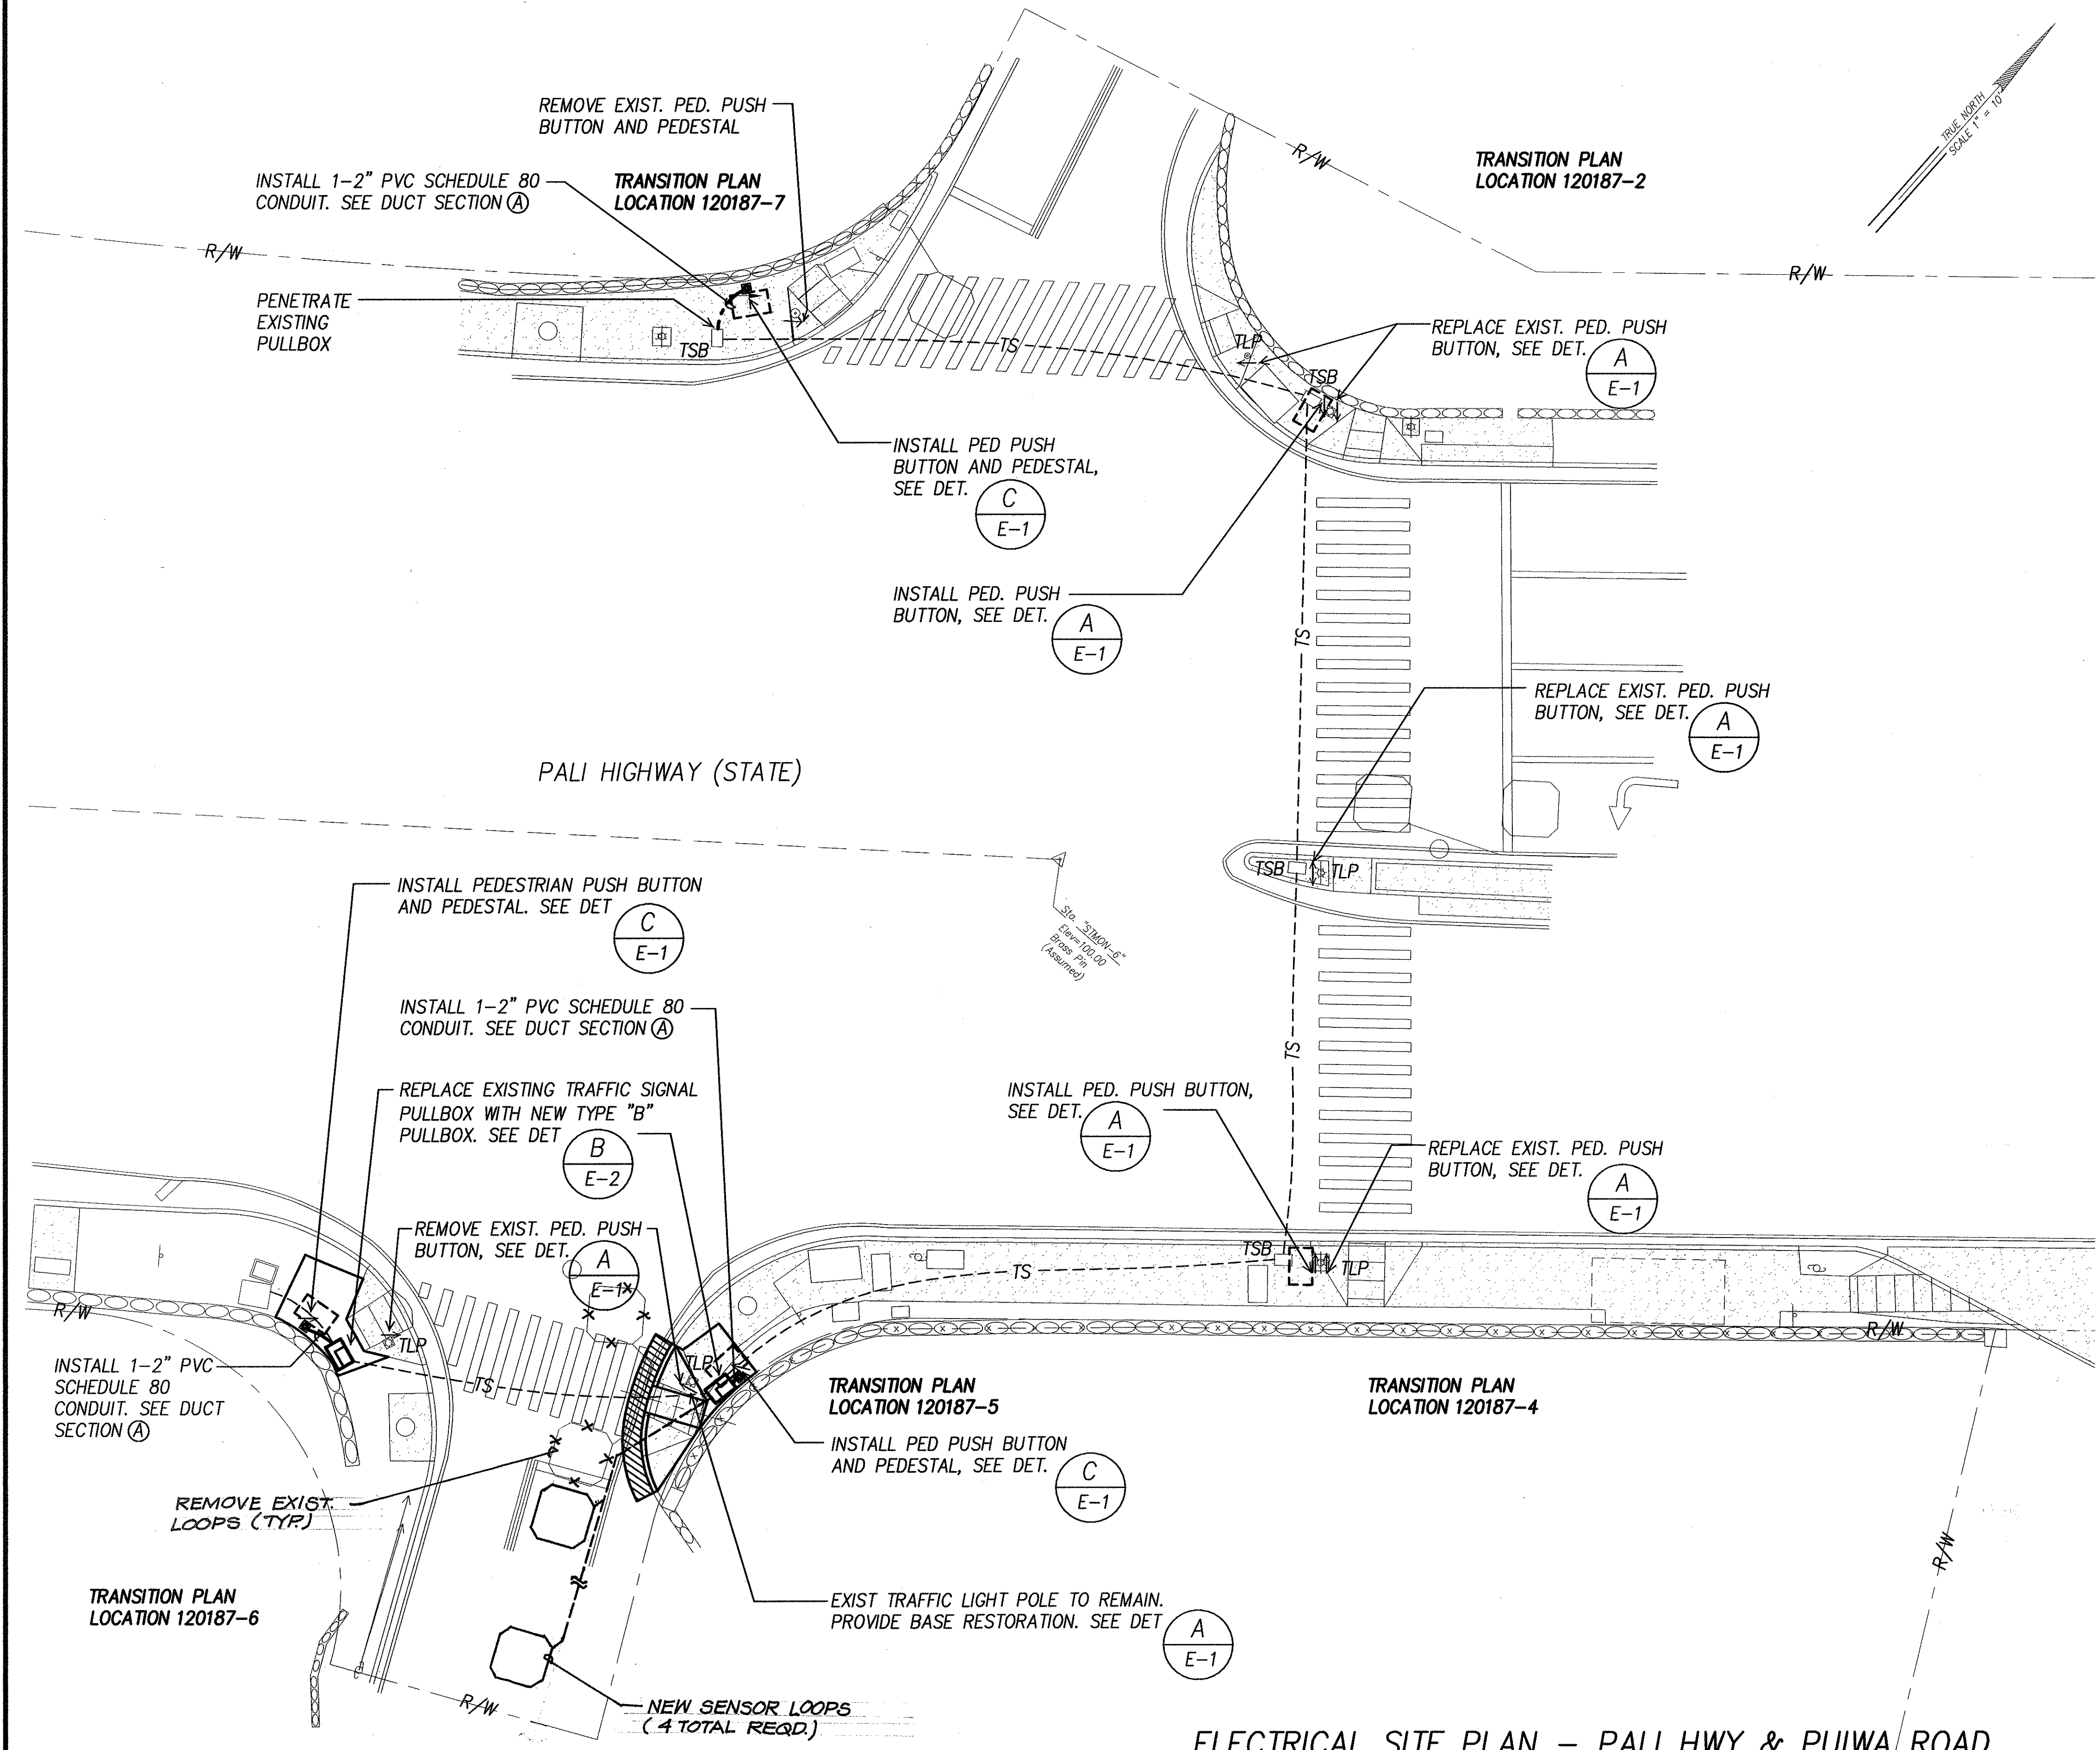 REMOVE EXIST. PED. PUSH
BUTTON AND PEDESTAL
INSTALL 1-2" PVC SCHEDULE 80
CONDUIT. SEE DUCT SECTION Ⓐ
TRANSITION PLAN
LOCATION 120187-7
R/W
TRANSITION PLAN
LOCATION 120187-2
TRUE NORTH
SCALE 1" = 10'
R/W
R/W
PENETRATE
EXISTING
PULLBOX
TSB
TS
TLP
TSB
REPLACE EXIST. PED. PUSH
BUTTON, SEE DET.
A
E-1
INSTALL PED PUSH
BUTTON AND PEDESTAL,
SEE DET.
C
E-1
INSTALL PED. PUSH
BUTTON, SEE DET.
A
E-1
TS
REPLACE EXIST. PED. PUSH
BUTTON, SEE DET.
A
E-1
PALI HIGHWAY (STATE)
TSB
TLP
Sta. "STMON-6"
Elev=100.00
Brass Pin
(Assumed)
INSTALL PEDESTRIAN PUSH BUTTON
AND PEDESTAL. SEE DET
C
E-1
INSTALL 1-2" PVC SCHEDULE 80
CONDUIT. SEE DUCT SECTION Ⓐ
TS
REPLACE EXISTING TRAFFIC SIGNAL
PULLBOX WITH NEW TYPE "B"
PULLBOX. SEE DET
B
E-2
INSTALL PED. PUSH BUTTON,
SEE DET.
A
E-1
REPLACE EXIST. PED. PUSH
BUTTON, SEE DET.
A
E-1
REMOVE EXIST. PED. PUSH
BUTTON, SEE DET.
A
E-1
TSB
TLP
TS
R/W
TLP
TLP
TS
R/W
INSTALL 1-2" PVC
SCHEDULE 80
CONDUIT. SEE DUCT
SECTION Ⓐ
TRANSITION PLAN
LOCATION 120187-5
TRANSITION PLAN
LOCATION 120187-4
INSTALL PED PUSH BUTTON
AND PEDESTAL, SEE DET.
C
E-1
REMOVE EXIST.
LOOPS (TYP.)
R/W
TRANSITION PLAN
LOCATION 120187-6
EXIST TRAFFIC LIGHT POLE TO REMAIN.
PROVIDE BASE RESTORATION. SEE DET
A
E-1
R/W
NEW SENSOR LOOPS
(4 TOTAL REQD.)
ELECTRICAL SITE PLAN - PALI HWY & PUIWA ROAD